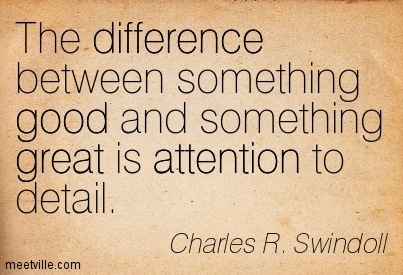 The difference
between something
good and something
great is attention to
detail.
Charles R. Swindoll
meetville.com